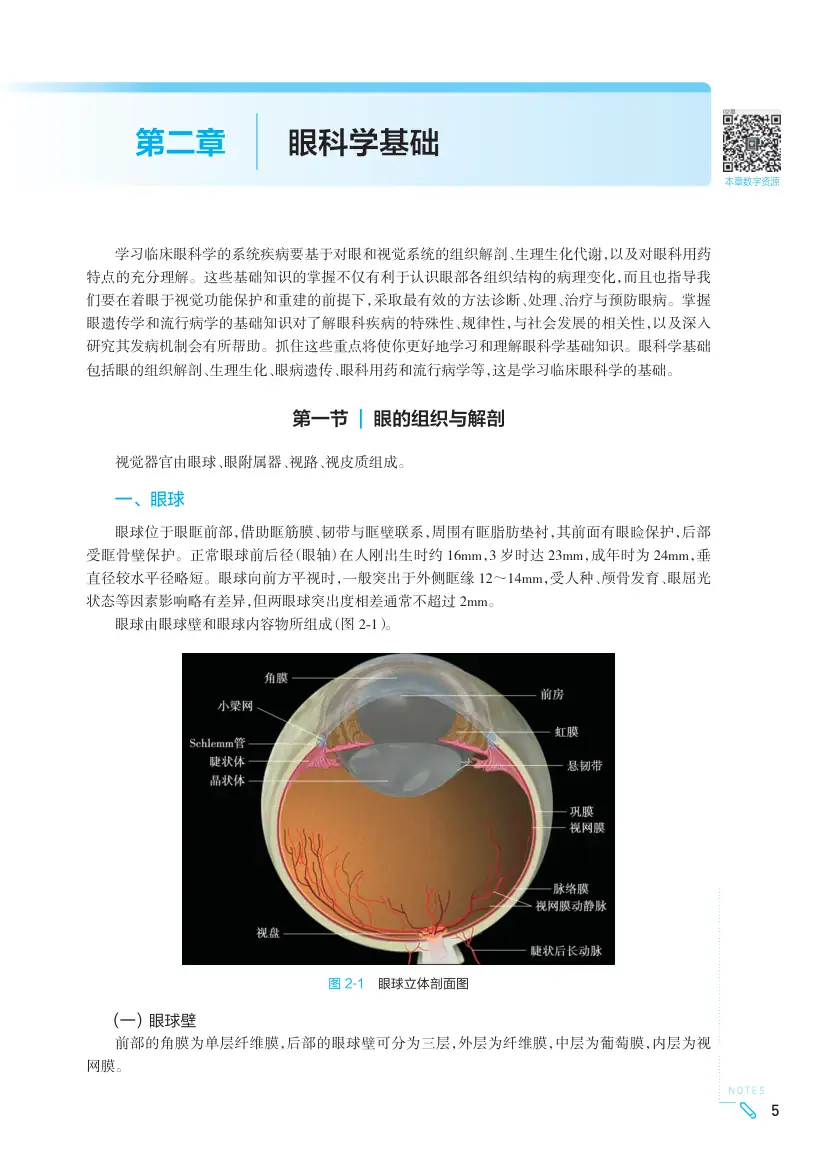 第二章 眼科学基础
本章数字资源
学习临床眼科学的系统疾病要基于对眼和视觉系统的组织解剖、生理生化代谢,以及对眼科用药
特点的充分理解。这些基础知识的掌握不仅有利于认识眼部各组织结构的病理变化,而且也指导我
们要在着眼于视觉功能保护和重建的前提下,采取最有效的方法诊断、处理、治疗与预防眼病。掌握
眼遗传学和流行病学的基础知识对了解眼科疾病的特殊性、规律性,与社会发展的相关性,以及深入
研究其发病机制会有所帮助。抓住这些重点将使你更好地学习和理解眼科学基础知识。眼科学基础
包括眼的组织解剖、生理生化、眼病遗传、眼科用药和流行病学等,这是学习临床眼科学的基础。
第一节 眼的组织与解剖
视觉器官由眼球、眼附属器、视路、视皮质组成。
一、眼球
眼球位于眼眶前部,借助眶筋膜、韧带与眶壁联系,周围有眶脂肪垫衬,其前面有眼睑保护,后部
受眶骨壁保护。正常眼球前后径(眼轴)在人刚出生时约 16mm,3 岁时达 23mm,成年时为 24mm,垂
直径较水平径略短。眼球向前方平视时,一般突出于外侧眶缘 12～14mm,受人种、颅骨发育、眼屈光
状态等因素影响略有差异,但两眼球突出度相差通常不超过 2mm。
眼球由眼球壁和眼球内容物所组成(图 2-1)。
角膜
前房
小梁网
虹膜
Schlemm管
睫状体
悬韧带
晶状体
巩膜
视网膜
脉络膜
视网膜动静脉
视盘
睫状后长动脉
图 2-1 眼球立体剖面图
(一)眼球壁
前部的角膜为单层纤维膜,后部的眼球壁可分为三层,外层为纤维膜,中层为葡萄膜,内层为视
网膜。
NOTES
5